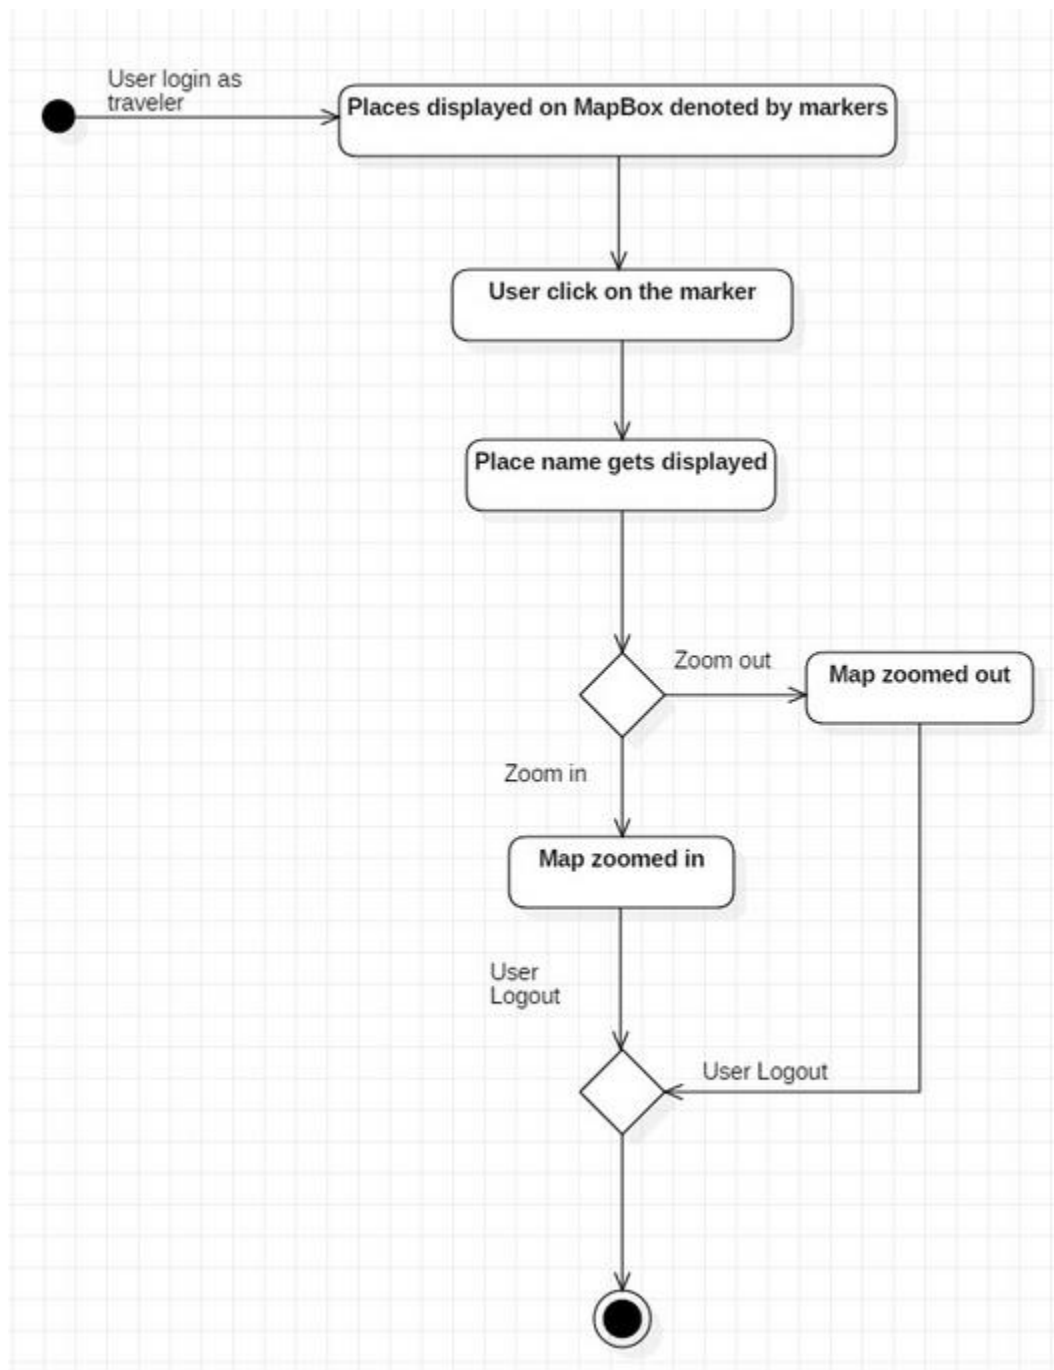 User login as
traveler
Places displayed on MapBox denoted by markers
User click on the marker
Place name gets displayed
Zoom out
Map zoomed out
Zoom in
Map zoomed in
User
Logout
User Logout